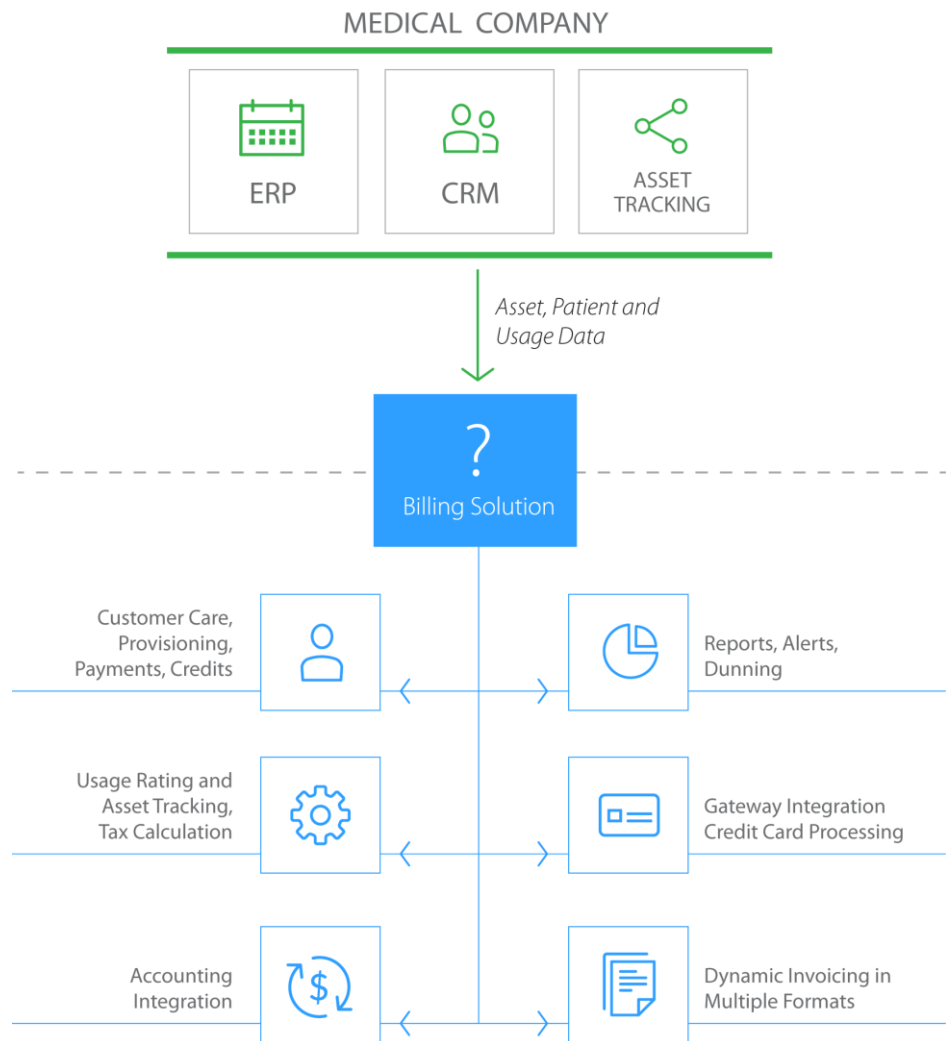 MEDICAL COMPANY
ERP
CRM
ASSET
TRACKING
Asset, Patient and
Usage Data
?
Billing Solution
Customer Care,
Provisioning,
Payments, Credits
Reports, Alerts,
Dunning
Usage Rating and
Asset Tracking,
Tax Calculation
Gateway Integration
Credit Card Processing
Accounting
Integration
$
Dynamic Invoicing in
Multiple Formats